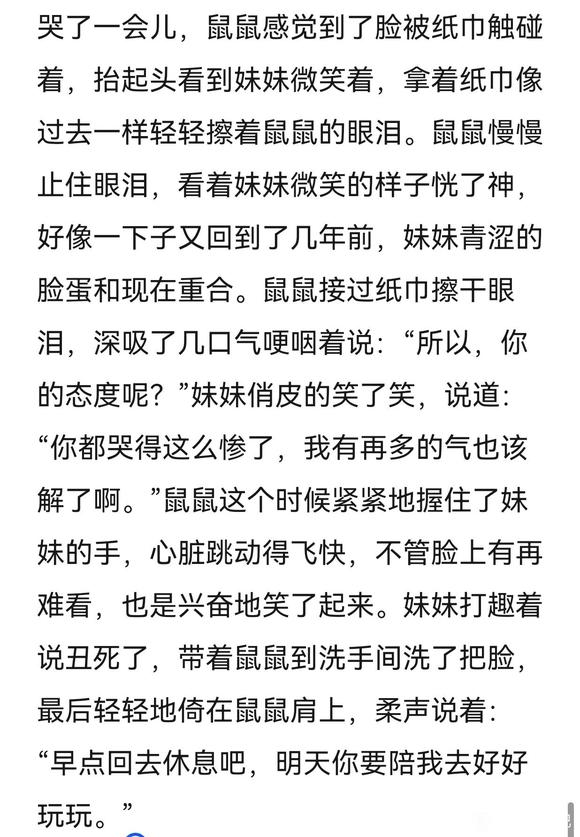 哭了一会儿，鼠鼠感觉到了脸被纸巾触碰
着，抬起头看到妹妹微笑着，拿着纸巾像
过去一样轻轻擦着鼠鼠的眼泪。鼠鼠慢慢
止住眼泪，看着妹妹微笑的样子恍了神，
好像一下子又回到了几年前，妹妹青涩的
脸蛋和现在重合。鼠鼠接过纸巾擦干眼
泪，深吸了几口气哽咽着说：“所以，你
的态度呢？”妹妹俏皮的笑了笑，说道：
“你都哭得这么惨了，我有再多的气也该
解了啊。”鼠鼠这个时候紧紧地握住了妹
妹的手，心脏跳动得飞快，不管脸上有再
难看，也是兴奋地笑了起来。妹妹打趣着
说丑死了，带着鼠鼠到洗手间洗了把脸，
最后轻轻地倚在鼠鼠肩上，柔声说着：
“早点回去休息吧，明天你要陪我去好好
玩玩。”